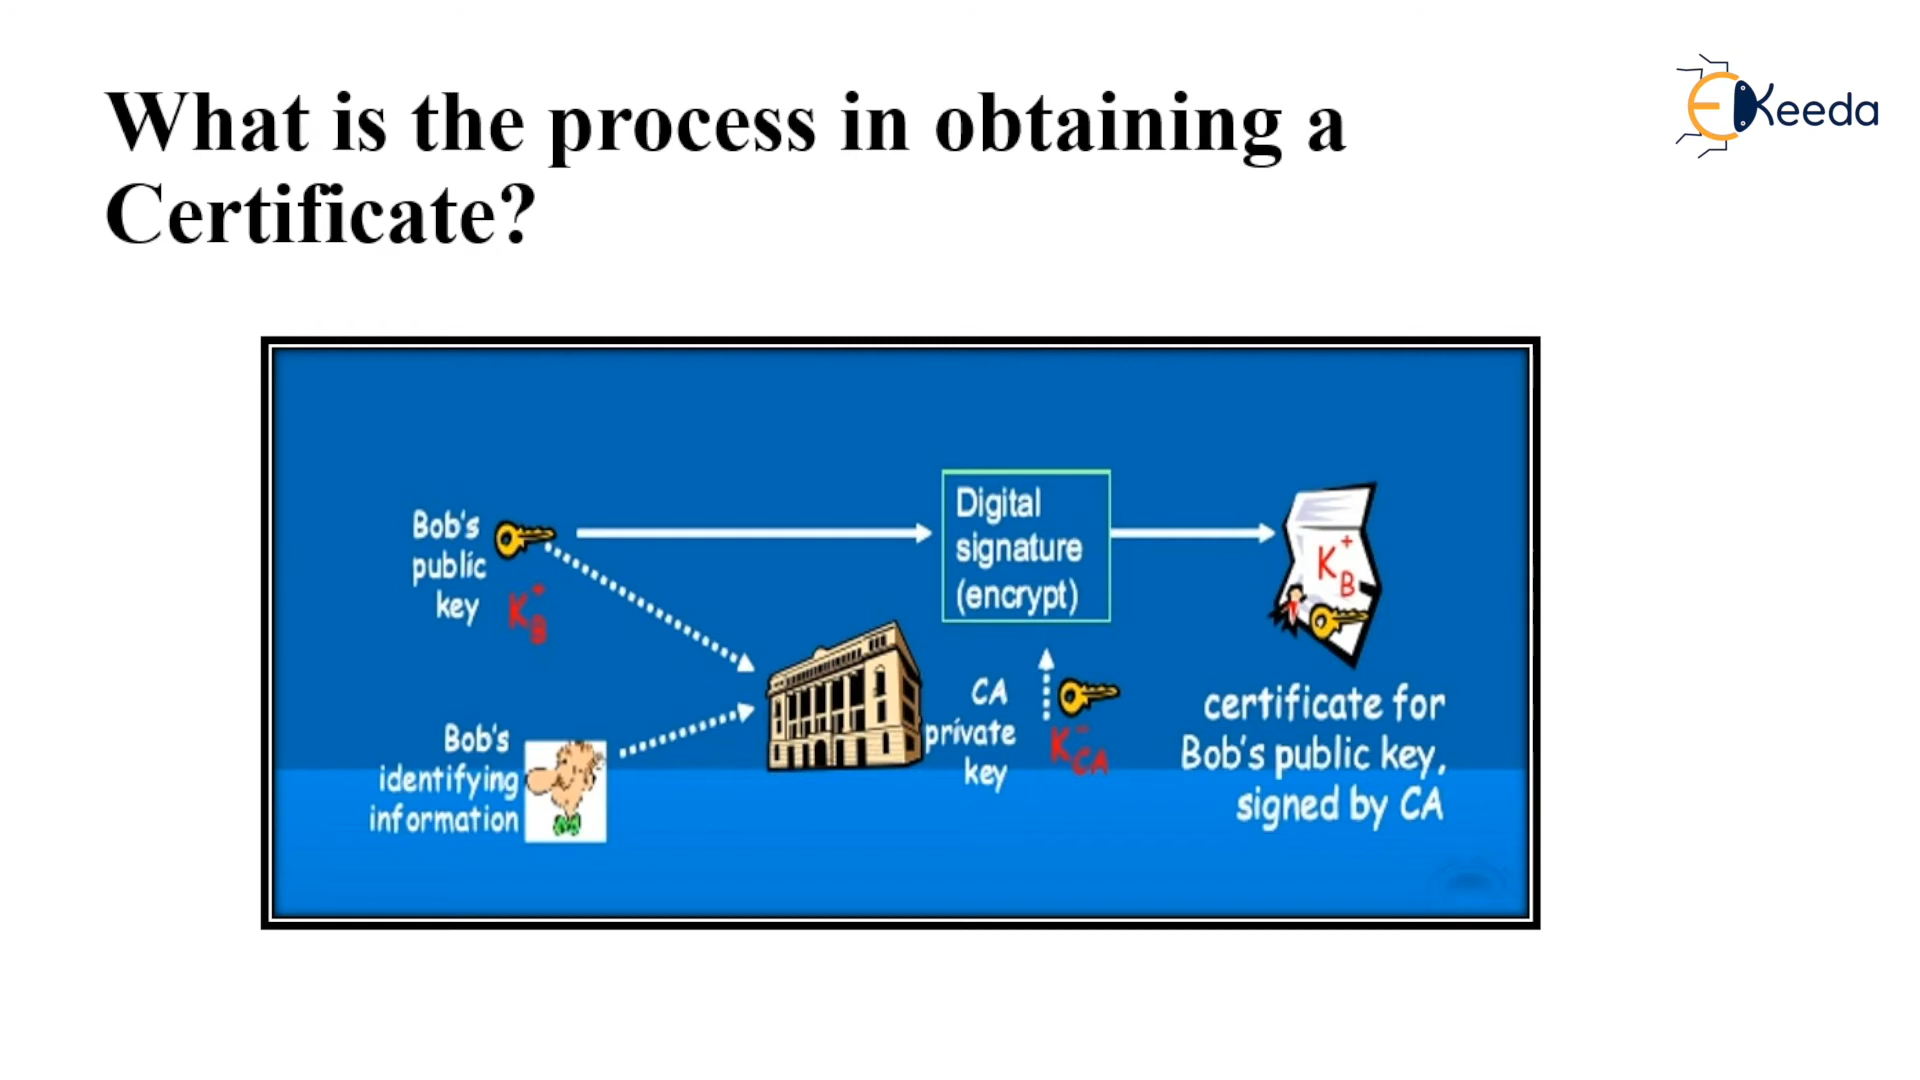 What is the process in obtaining a
Certificate?
EKeeda
Bob's
public
key
K+B
Digital
signature
(encrypt)
K+B
Bob's
identifying
information
CA
private
key
K-CA
certificate for
Bob's public key,
signed by CA